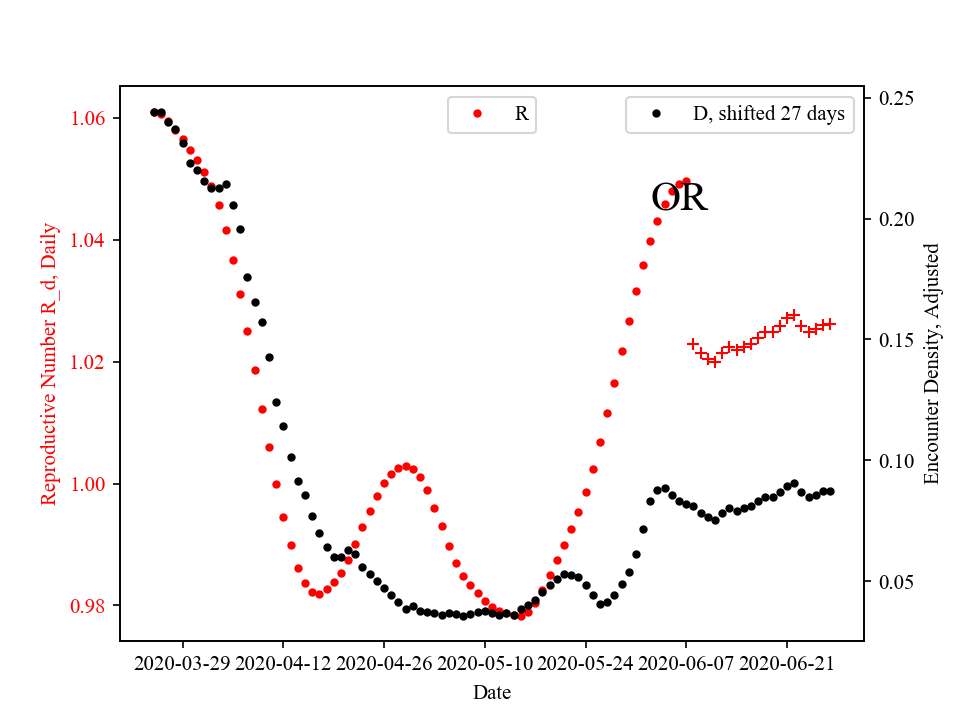 R
D, shifted 27 days
OR
1.06
1.04
1.02
1.00
0.98
Reproductive Number R_d, Daily
0.25
0.20
0.15
0.10
0.05
Encounter Density, Adjusted
2020-03-29 2020-04-12 2020-04-26 2020-05-10 2020-05-24 2020-06-07 2020-06-21
Date